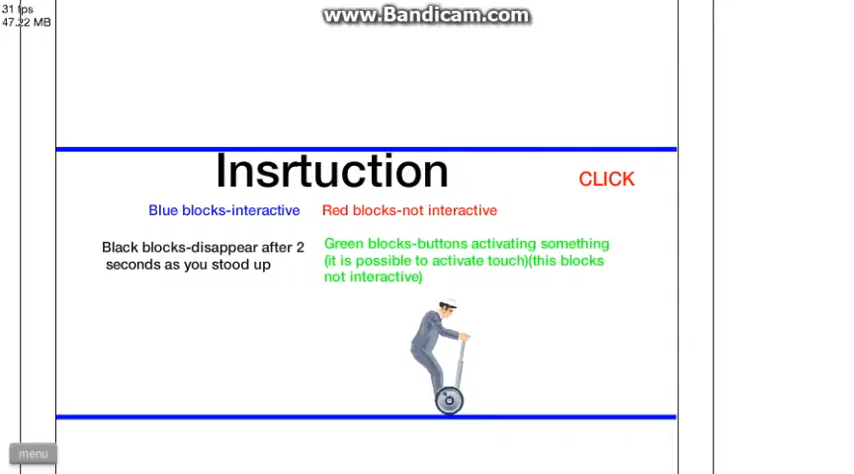 31 fps
47.22 MB
www.Bandicam.com
Insrtuction
CLICK
Blue blocks-interactive
Red blocks-not interactive
Black blocks-disappear after 2
seconds as you stood up
Green blocks-buttons activating something
(it is possible to activate touch)(this blocks
not interactive)
menu